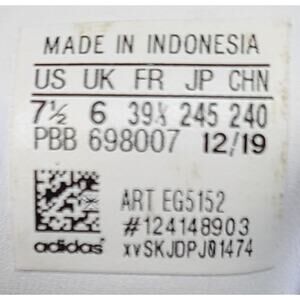 MADE IN INDONESIA
US UK FR JP CHN
7½ 6 39⅓ 245 240
PBB 698007 12/19
ART EG5152
#124148903
adidas xvSKJDPJ01474